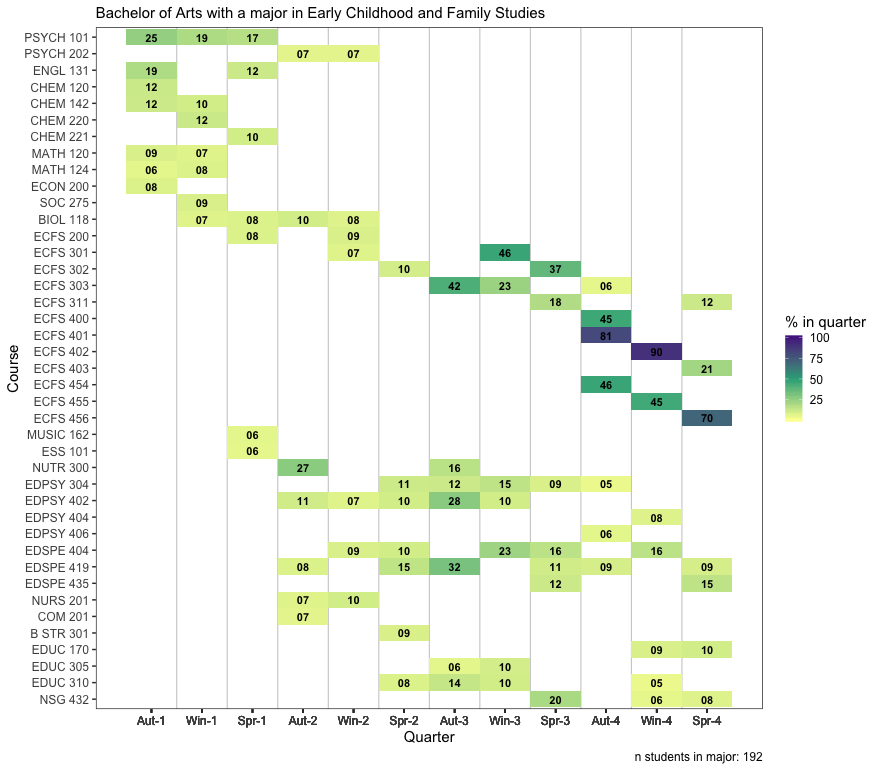 Bachelor of Arts with a major in Early Childhood and Family Studies
PSYCH 101 25 19 17
PSYCH 202 07 07
ENGL 131 19 12
CHEM 120 12
CHEM 142 12 10
CHEM 220 12
CHEM 221 10
MATH 120 09 07
MATH 124 06 08
ECON 200 08
SOC 275 09
BIOL 118 07 08 10 08
ECFS 200 08 09
ECFS 301 07 46
ECFS 302 10 37
ECFS 303 42 23 06
ECFS 311 18 12
ECFS 400 45
ECFS 401 81
ECFS 402 90
ECFS 403 21
ECFS 454 46
ECFS 455 45
ECFS 456 70
MUSIC 162 06
ESS 101 06
NUTR 300 27 16
EDPSY 304 11 12 15 09 05
EDPSY 402 11 07 10 28 10
EDPSY 404 08
EDPSY 406 06
EDSPE 404 09 10 23 16 16
EDSPE 419 08 15 32 11 09 09
EDSPE 435 12 15
NURS 201 07 10
COM 201 07
B STR 301 09
EDUC 170 09 10
EDUC 305 06 10
EDUC 310 08 14 10 05
NSG 432 20 06 08
Aut-1 Win-1 Spr-1 Aut-2 Win-2 Spr-2 Aut-3 Win-3 Spr-3 Aut-4 Win-4 Spr-4
Quarter
Course
% in quarter
100
75
50
25
n students in major: 192